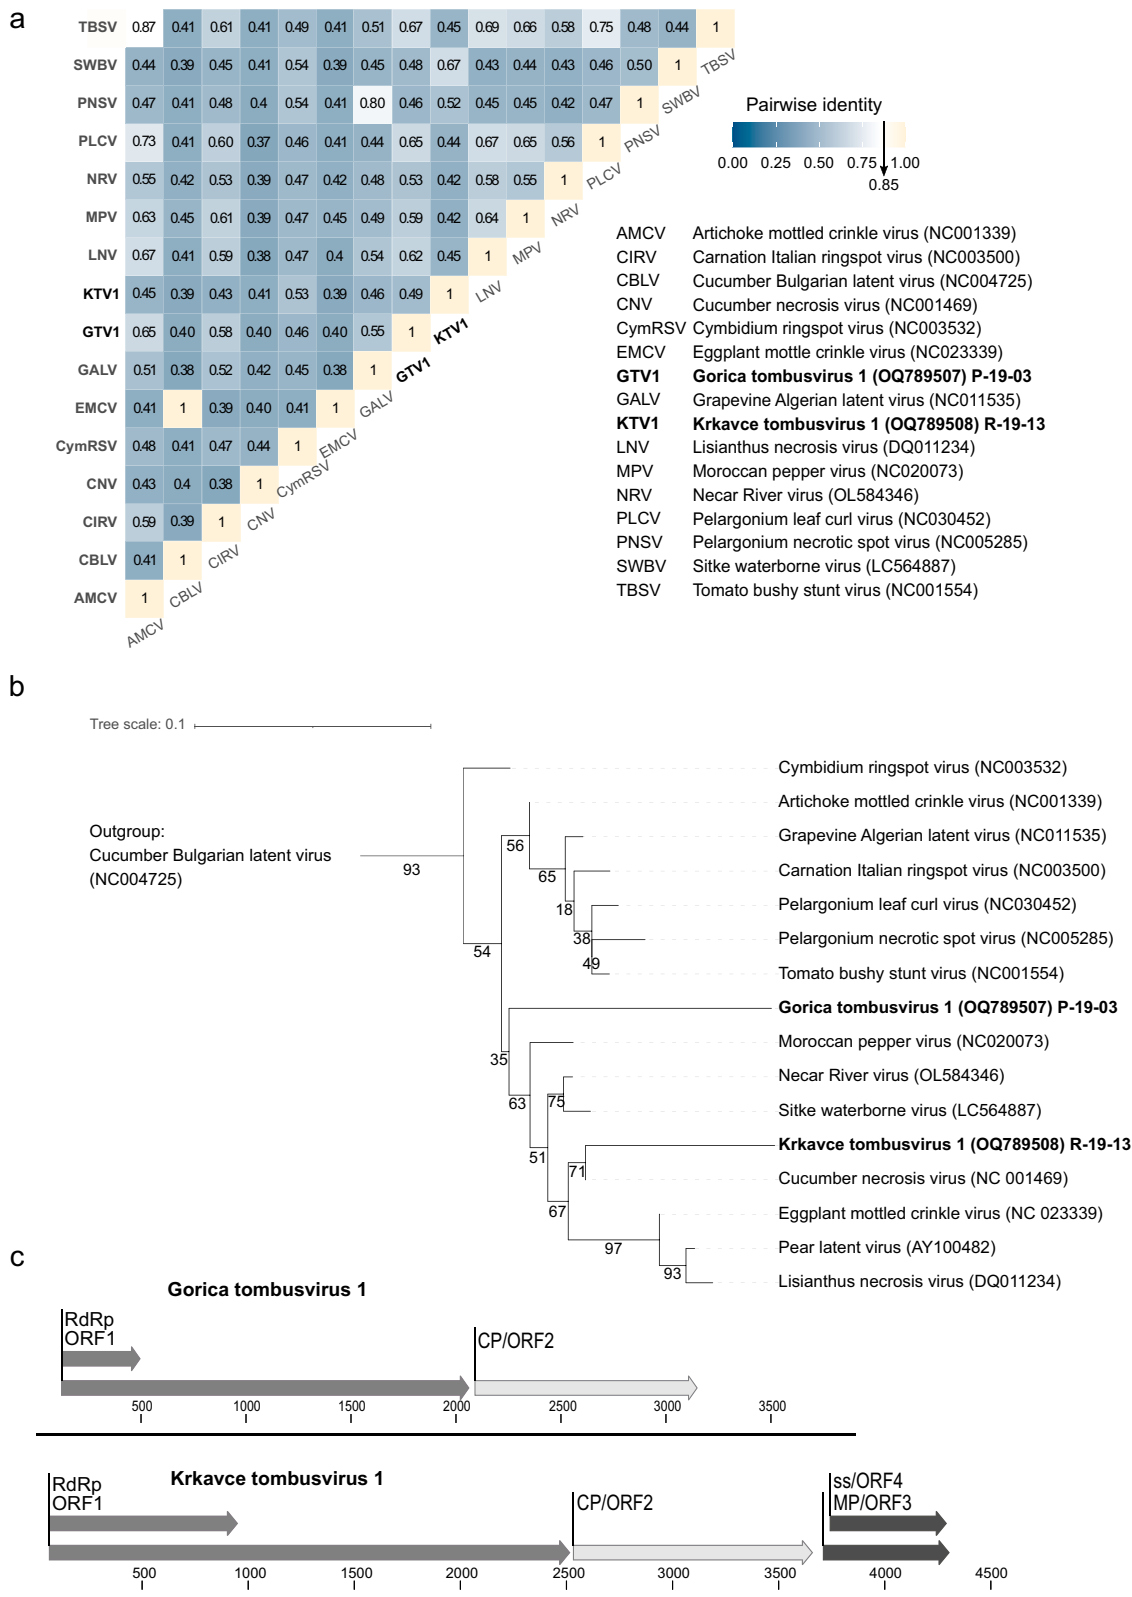 a
TBSV 0.87 0.41 0.61 0.41 0.49 0.41 0.51 0.67 0.45 0.69 0.66 0.58 0.75 0.48 0.44 1
SWBV 0.44 0.39 0.45 0.41 0.54 0.39 0.45 0.48 0.67 0.43 0.44 0.43 0.46 0.50 1 TBSV
PNSV 0.47 0.41 0.48 0.4 0.54 0.41 0.80 0.46 0.52 0.45 0.45 0.42 0.47 1 SWBV
PLCV 0.73 0.41 0.60 0.37 0.46 0.41 0.44 0.65 0.44 0.67 0.65 0.56 1 PNSV
NRV 0.55 0.42 0.53 0.39 0.47 0.42 0.48 0.53 0.42 0.58 0.55 1 PLCV
MPV 0.63 0.45 0.61 0.39 0.47 0.45 0.49 0.59 0.42 0.64 1 NRV
LNV 0.67 0.41 0.59 0.38 0.47 0.4 0.54 0.62 0.45 1 MPV
KTV1 0.45 0.39 0.43 0.41 0.53 0.39 0.46 0.49 1 LNV
GTV1 0.65 0.40 0.58 0.40 0.46 0.40 0.55 1 KTV1
GALV 0.51 0.38 0.52 0.42 0.45 0.38 1 GTV1
EMCV 0.41 1 0.39 0.40 0.41 1 GALV
CymRSV 0.48 0.41 0.47 0.44 1 EMCV
CNV 0.43 0.4 0.38 1 CymRSV
CIRV 0.59 0.39 1 CNV
CBLV 0.41 1 CIRV
AMCV 1 CBLV
AMCV
Pairwise identity
0.00 0.25 0.50 0.75 1.00
0.85
AMCV Artichoke mottled crinkle virus (NC001339)
CIRV Carnation Italian ringspot virus (NC003500)
CBLV Cucumber Bulgarian latent virus (NC004725)
CNV Cucumber necrosis virus (NC001469)
CymRSV Cymbidium ringspot virus (NC003532)
EMCV Eggplant mottle crinkle virus (NC023339)
GTV1 Gorica tombusvirus 1 (OQ789507) P-19-03
GALV Grapevine Algerian latent virus (NC011535)
KTV1 Krkavce tombusvirus 1 (OQ789508) R-19-13
LNV Lisianthus necrosis virus (DQ011234)
MPV Moroccan pepper virus (NC020073)
NRV Necar River virus (OL584346)
PLCV Pelargonium leaf curl virus (NC030452)
PNSV Pelargonium necrotic spot virus (NC005285)
SWBV Sitke waterborne virus (LC564887)
TBSV Tomato bushy stunt virus (NC001554)
b
Tree scale: 0.1
Outgroup:
Cucumber Bulgarian latent virus
(NC004725)
93
54
56
65
18
38
49
35
63
75
51
71
67
97
93
Cymbidium ringspot virus (NC003532)
Artichoke mottled crinkle virus (NC001339)
Grapevine Algerian latent virus (NC011535)
Carnation Italian ringspot virus (NC003500)
Pelargonium leaf curl virus (NC030452)
Pelargonium necrotic spot virus (NC005285)
Tomato bushy stunt virus (NC001554)
Gorica tombusvirus 1 (OQ789507) P-19-03
Moroccan pepper virus (NC020073)
Necar River virus (OL584346)
Sitke waterborne virus (LC564887)
Krkavce tombusvirus 1 (OQ789508) R-19-13
Cucumber necrosis virus (NC 001469)
Eggplant mottled crinkle virus (NC 023339)
Pear latent virus (AY100482)
Lisianthus necrosis virus (DQ011234)
c
Gorica tombusvirus 1
RdRp
ORF1
CP/ORF2
500 1000 1500 2000 2500 3000 3500
Krkavce tombusvirus 1
RdRp
ORF1
CP/ORF2
ss/ORF4
MP/ORF3
500 1000 1500 2000 2500 3000 3500 4000 4500